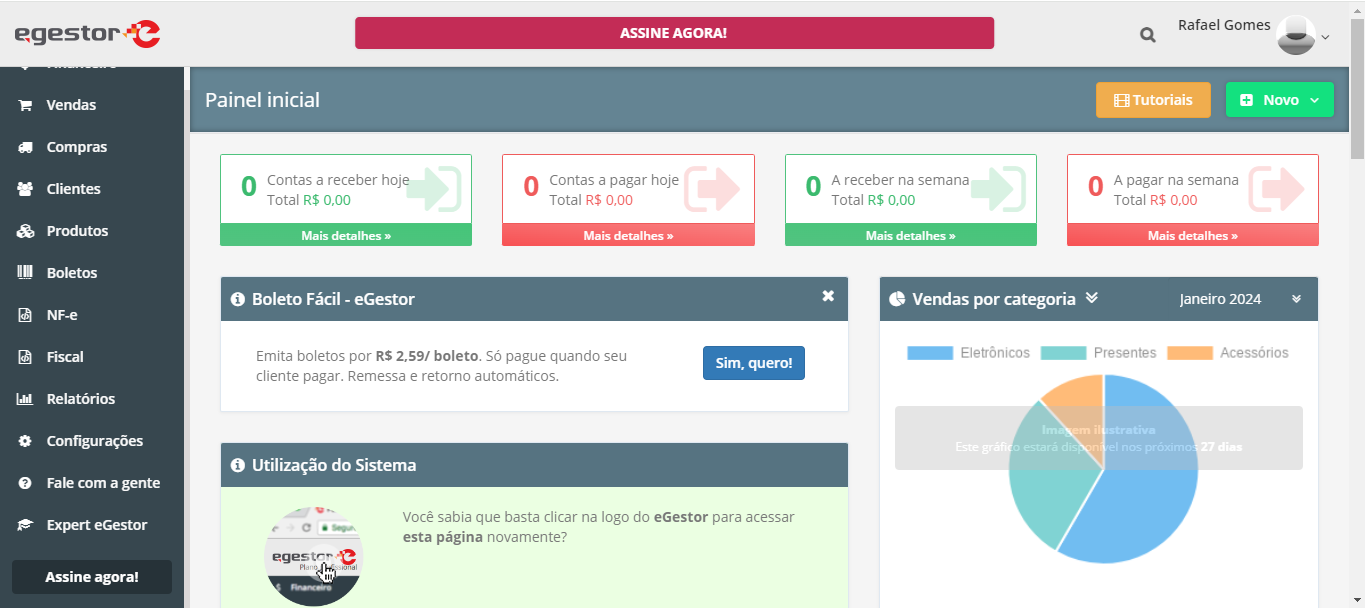 egestor
ASSINE AGORA!
Rafael Gomes
Financeiro
Vendas
Compras
Clientes
Produtos
Boletos
NF-e
Fiscal
Relatórios
Configurações
Fale com a gente
Expert eGestor
Assine agora!
Painel inicial
Tutoriais
Novo
0 Contas a receber hoje
Total R$ 0,00
Mais detalhes »
0 Contas a pagar hoje
Total R$ 0,00
Mais detalhes »
0 A receber na semana
Total R$ 0,00
Mais detalhes »
0 A pagar na semana
Total R$ 0,00
Mais detalhes »
Boleto Fácil - eGestor
Emita boletos por R$ 2,59/ boleto. Só pague quando seu
cliente pagar. Remessa e retorno automáticos.
Sim, quero!
Utilização do Sistema
egestor
Financeiro
Você sabia que basta clicar na logo do eGestor para acessar
esta página novamente?
Vendas por categoria
Janeiro 2024
Eletrônicos Presentes Acessórios
Imagem ilustrativa
Este gráfico estará disponível nos próximos 27 dias